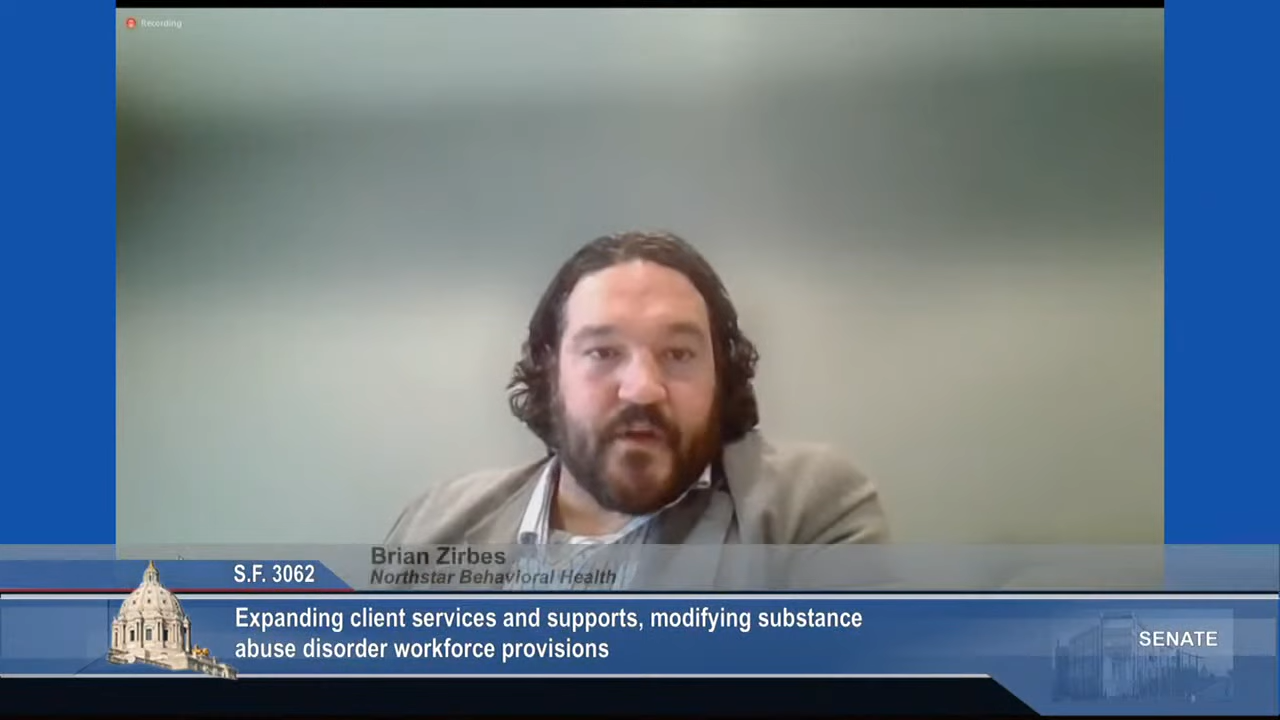 Recording
Brian Zirbes
Northstar Behavioral Health
S.F. 3062
Expanding client services and supports, modifying substance
abuse disorder workforce provisions
SENATE